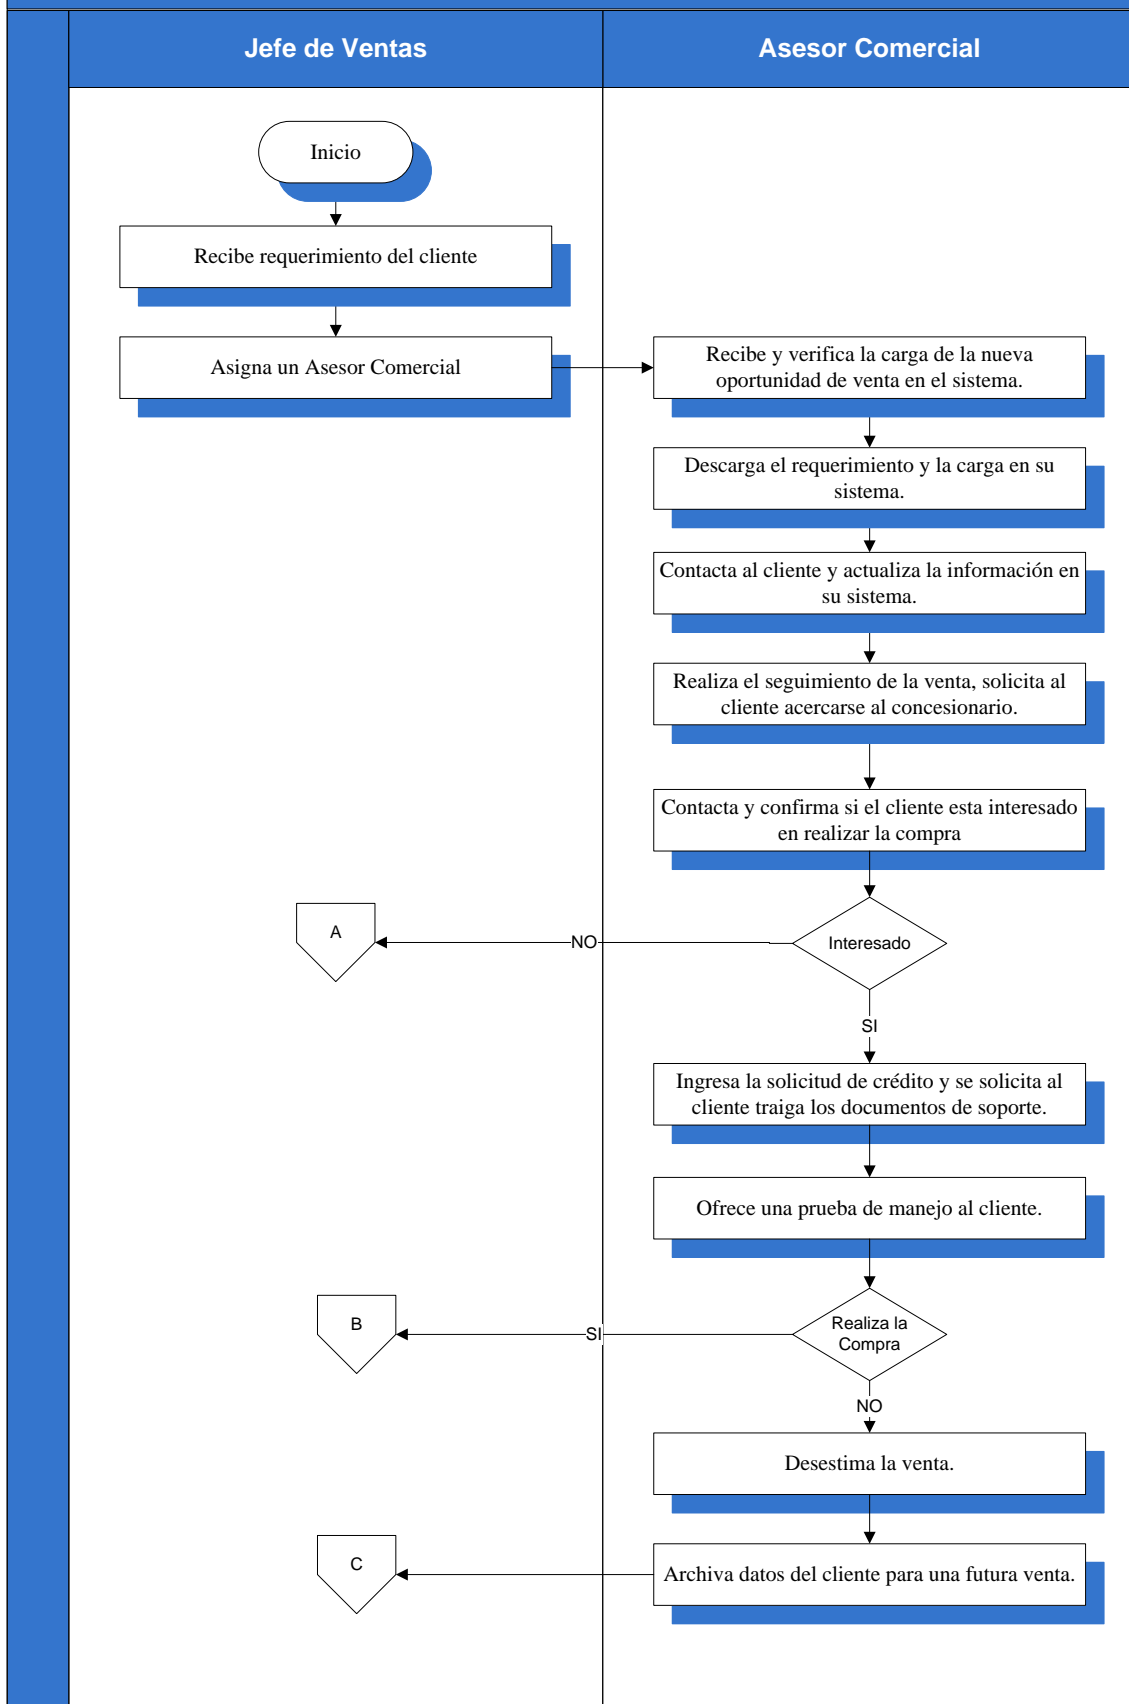 Jefe de Ventas
Asesor Comercial
Inicio
Recibe requerimiento del cliente
Asigna un Asesor Comercial
Recibe y verifica la carga de la nueva
oportunidad de venta en el sistema.
Descarga el requerimiento y la carga en su
sistema.
Contacta al cliente y actualiza la información en
su sistema.
Realiza el seguimiento de la venta, solicita al
cliente acercarse al concesionario.
Contacta y confirma si el cliente esta interesado
en realizar la compra
A
NO
Interesado
SI
Ingresa la solicitud de crédito y se solicita al
cliente traiga los documentos de soporte.
Ofrece una prueba de manejo al cliente.
B
SI
Realiza la
Compra
NO
Desestima la venta.
C
Archiva datos del cliente para una futura venta.